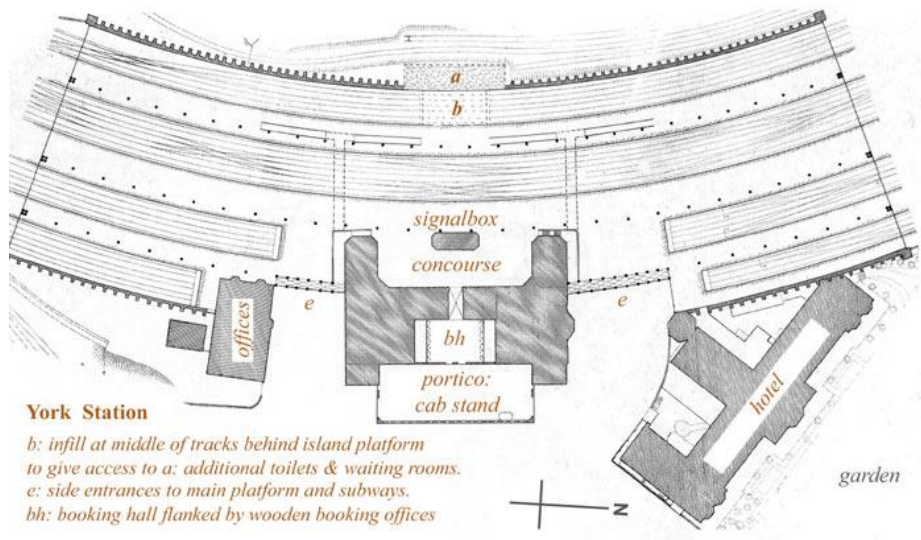 a
b
signalbox
concourse
e
e
offices
bh
portico:
cab stand
hotel
York Station
b: infill at middle of tracks behind island platform
to give access to a: additional toilets & waiting rooms.
e: side entrances to main platform and subways.
bh: booking hall flanked by wooden booking offices
N
garden